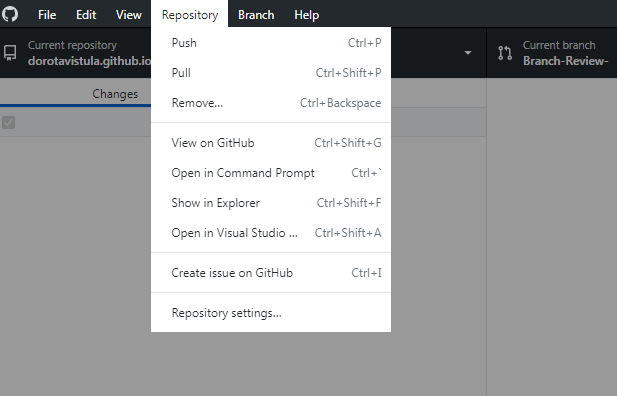 File Edit View Repository Branch Help
Current repository
dorotavistula.github.io
Current branch
Branch-Review-
Changes
Push Ctrl+P
Pull Ctrl+Shift+P
Remove... Ctrl+Backspace
View on GitHub Ctrl+Shift+G
Open in Command Prompt Ctrl+`
Show in Explorer Ctrl+Shift+F
Open in Visual Studio ... Ctrl+Shift+A
Create issue on GitHub Ctrl+I
Repository settings...